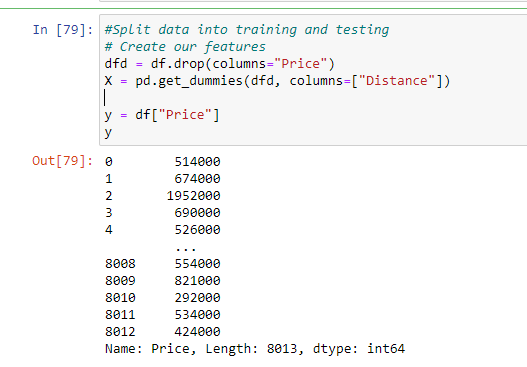 In [79]: #Split data into training and testing
# Create our features
dfd = df.drop(columns="Price")
X = pd.get_dummies(dfd, columns=["Distance"])
y = df["Price"]
y
Out[79]: 0 514000
1 674000
2 1952000
3 690000
4 526000
...
8008 554000
8009 821000
8010 292000
8011 534000
8012 424000
Name: Price, Length: 8013, dtype: int64